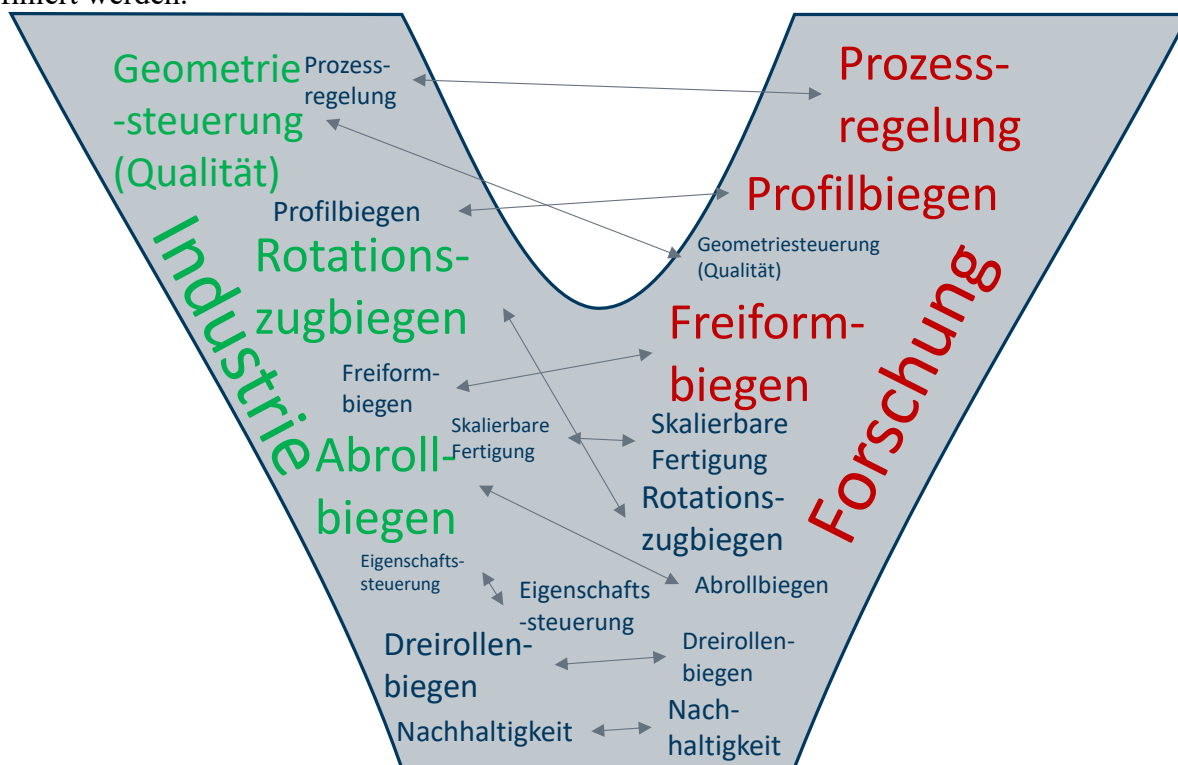 Geometrie
-steuerung
(Qualität)
Prozess-
regelung
Prozess-
regelung
Profilbiegen
Profilbiegen
Geometriesteuerung
(Qualität)
Industrie
Rotations-
zugbiegen
Forschung
Freiform-
biegen
Freiform-
biegen
Skalierbare
Fertigung
Skalierbare
Fertigung
Abroll-
biegen
Rotations-
zugbiegen
Eigenschafts-
steuerung
Eigenschafts
-steuerung
Abrollbiegen
Dreirollen-
biegen
Dreirollen-
biegen
Nachhaltigkeit
Nach-
haltigkeit